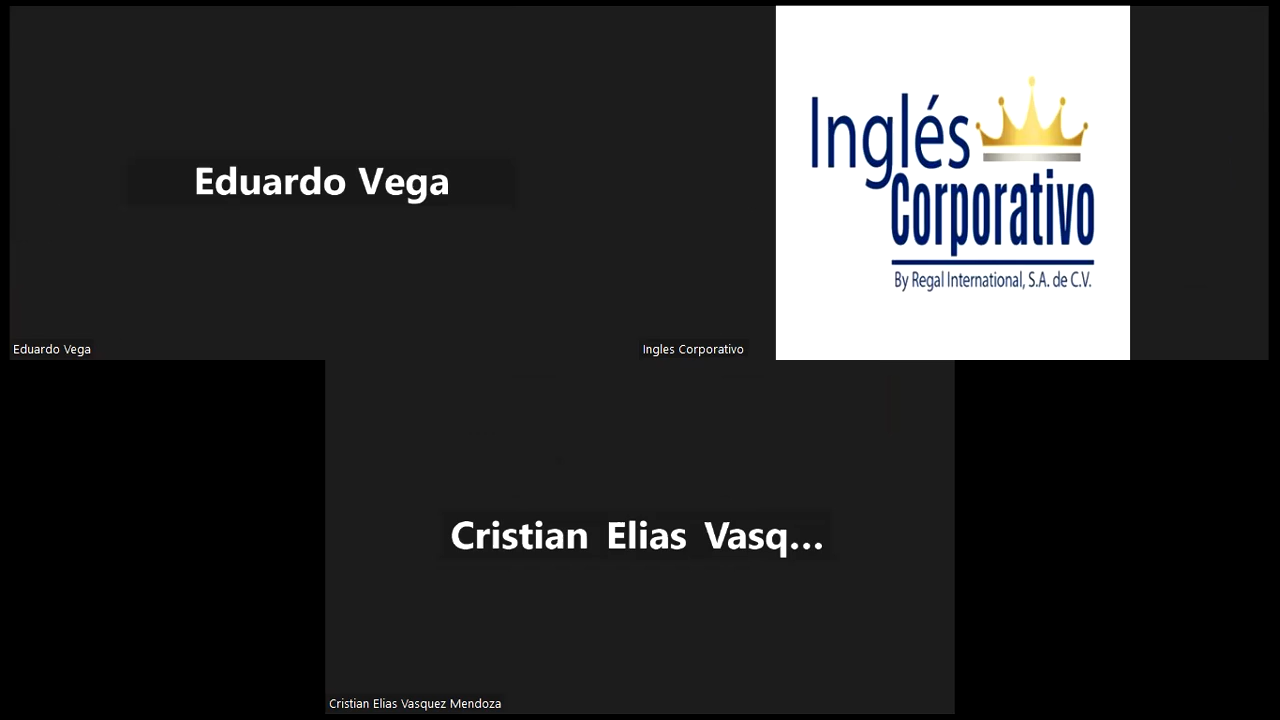 Eduardo Vega
Eduardo Vega
Inglés
Corporativo
By Regal International, S.A. de C.V.
Ingles Corporativo
Cristian Elias Vasq...
Cristian Elias Vasquez Mendoza